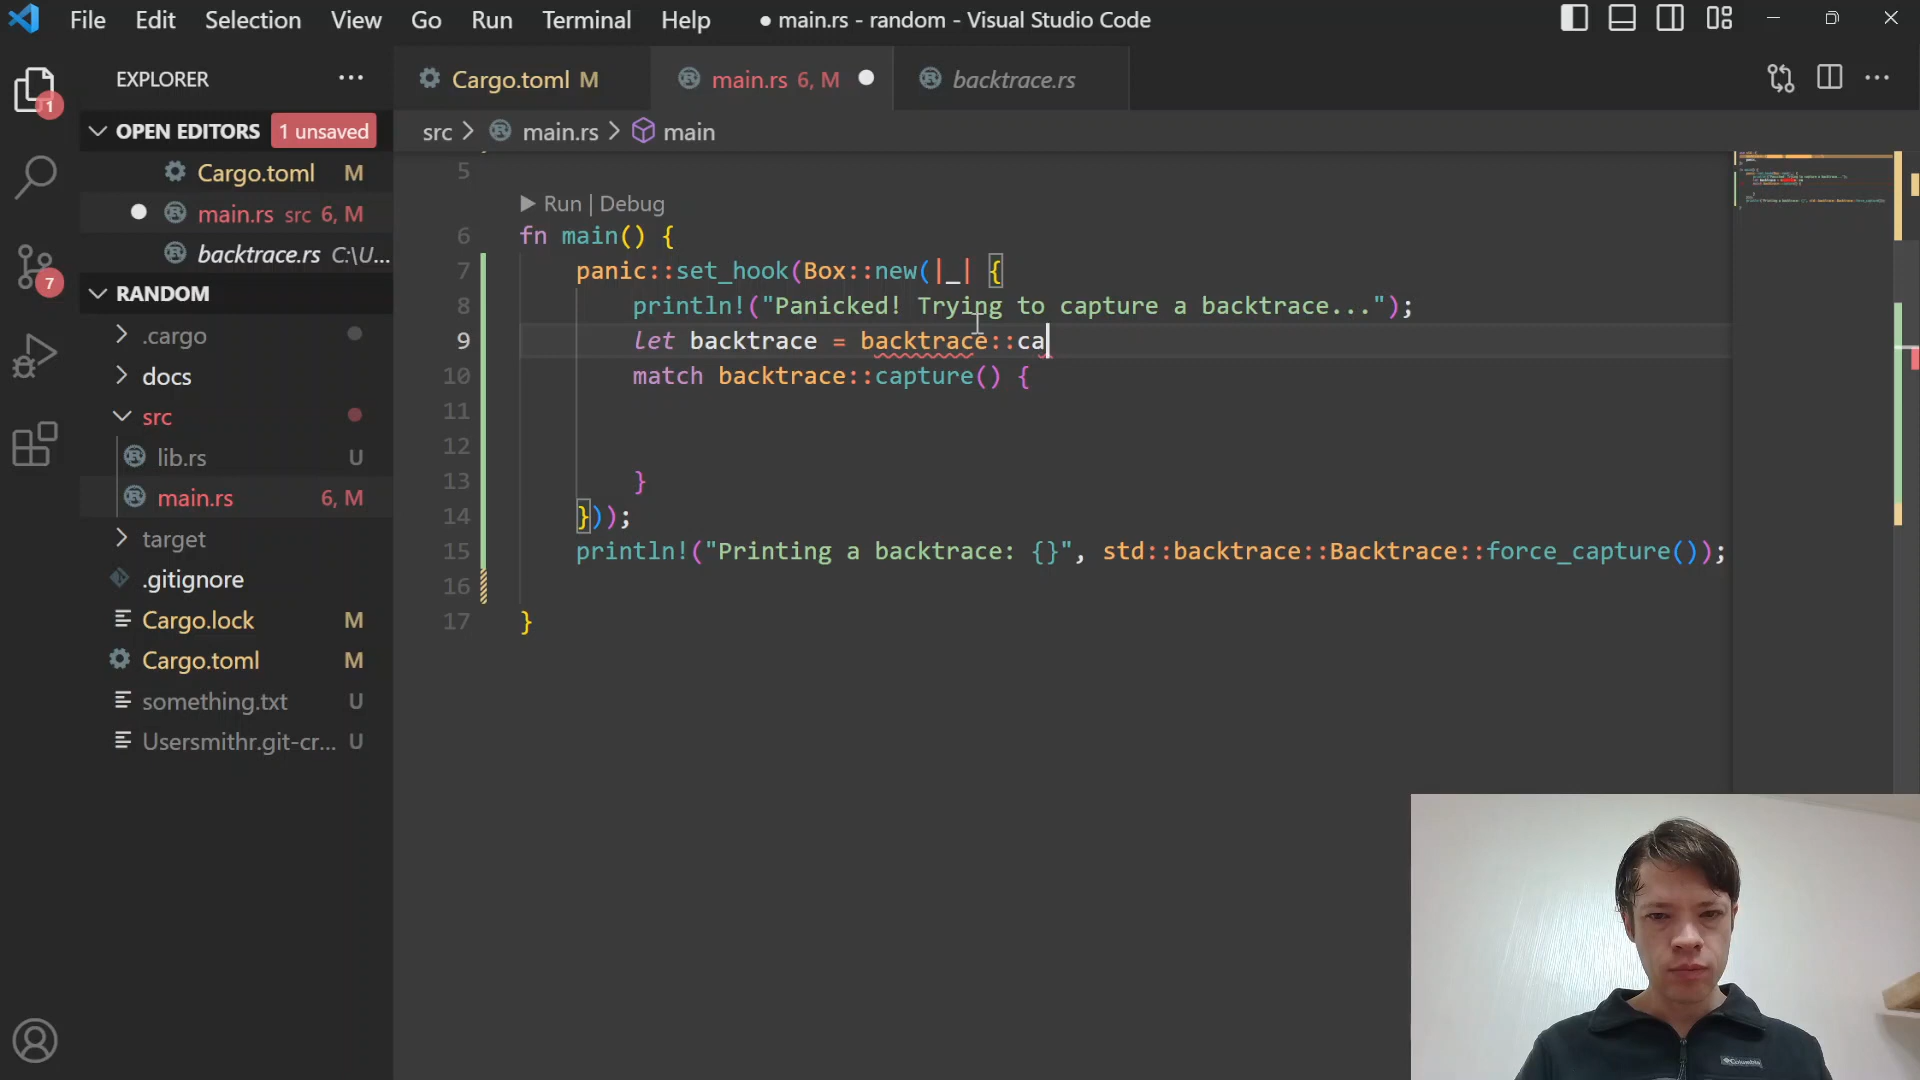 File Edit Selection View Go Run Terminal Help ● main.rs - random - Visual Studio Code
EXPLORER ···
Cargo.toml M main.rs 6, M ● backtrace.rs
1
OPEN EDITORS 1 unsaved
src > main.rs > main
Cargo.toml M
● main.rs src 6, M
backtrace.rs C:\U...
7
RANDOM
.cargo
docs
src
lib.rs U
main.rs 6, M
target
.gitignore
Cargo.lock M
Cargo.toml M
something.txt U
Usersmithr.git-cr... U
5
Run | Debug
6 fn main() {
7 panic::set_hook(Box::new(|_| {
8 println!("Panicked! Trying to capture a backtrace...");
9 let backtrace = backtrace::ca
10 match backtrace::capture() {
11
12
13 }
14 }));
15 println!("Printing a backtrace: {}", std::backtrace::Backtrace::force_capture());
16
17 }
Columbia